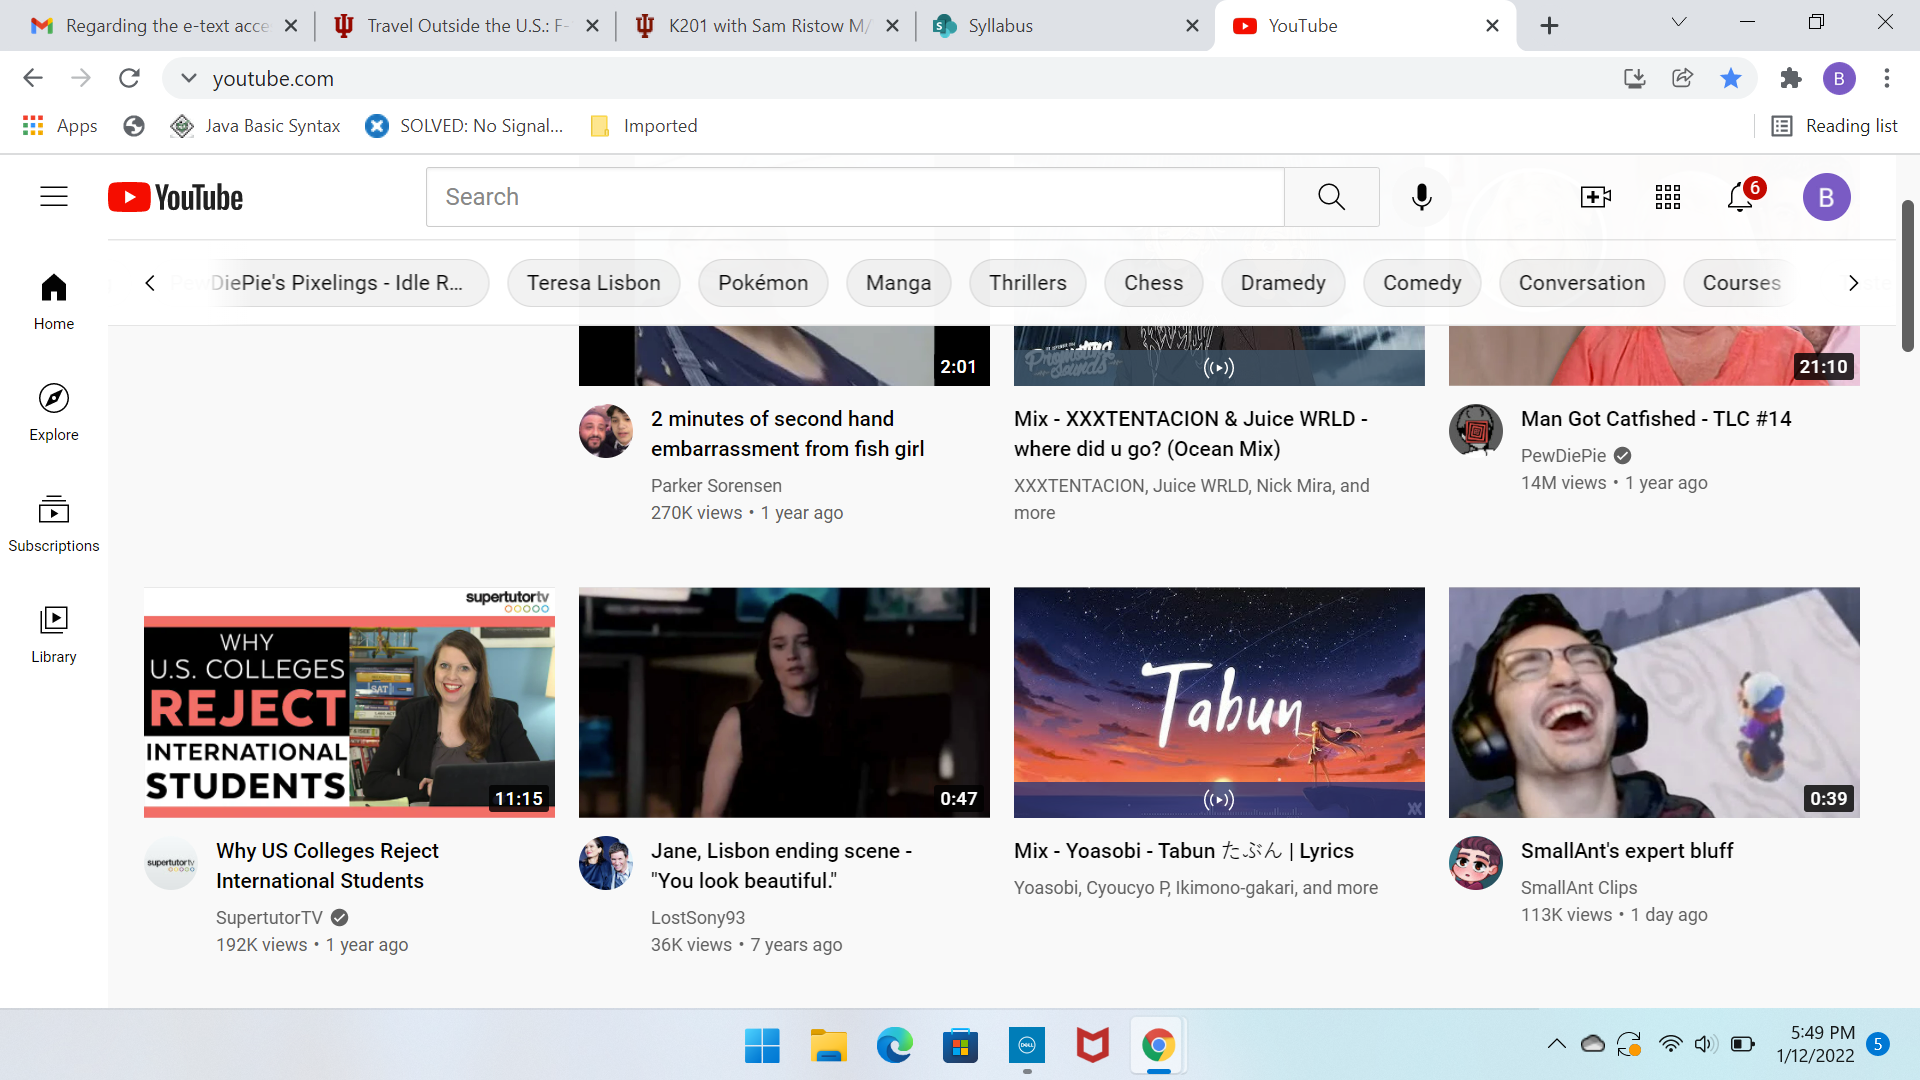 Regarding the e-text acce
Travel Outside the U.S.: F-
K201 with Sam Ristow M/
Syllabus
YouTube
youtube.com
B
Apps
Java Basic Syntax
SOLVED: No Signal...
Imported
Reading list
YouTube
Search
6
B
PewDiePie's Pixelings - Idle R...
Teresa Lisbon
Pokémon
Manga
Thrillers
Chess
Dramedy
Comedy
Conversation
Courses
Home
Explore
Subscriptions
Library
2:01
21:10
2 minutes of second hand
embarrassment from fish girl
Parker Sorensen
270K views • 1 year ago
Mix - XXXTENTACION & Juice WRLD -
where did u go? (Ocean Mix)
XXXTENTACION, Juice WRLD, Nick Mira, and
more
Man Got Catfished - TLC #14
PewDiePie
14M views • 1 year ago
supertutortv
WHY
U.S. COLLEGES
REJECT
INTERNATIONAL
STUDENTS
SAT
11:15
0:47
Tabun
0:39
supertutortv
Why US Colleges Reject
International Students
SupertutorTV
192K views • 1 year ago
Jane, Lisbon ending scene -
"You look beautiful."
LostSony93
36K views • 7 years ago
Mix - Yoasobi - Tabun たぶん | Lyrics
Yoasobi, Cyoucyo P, Ikimono-gakari, and more
SmallAnt's expert bluff
SmallAnt Clips
113K views • 1 day ago
DELL
5:49 PM
1/12/2022
5